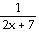 1
2x + 7